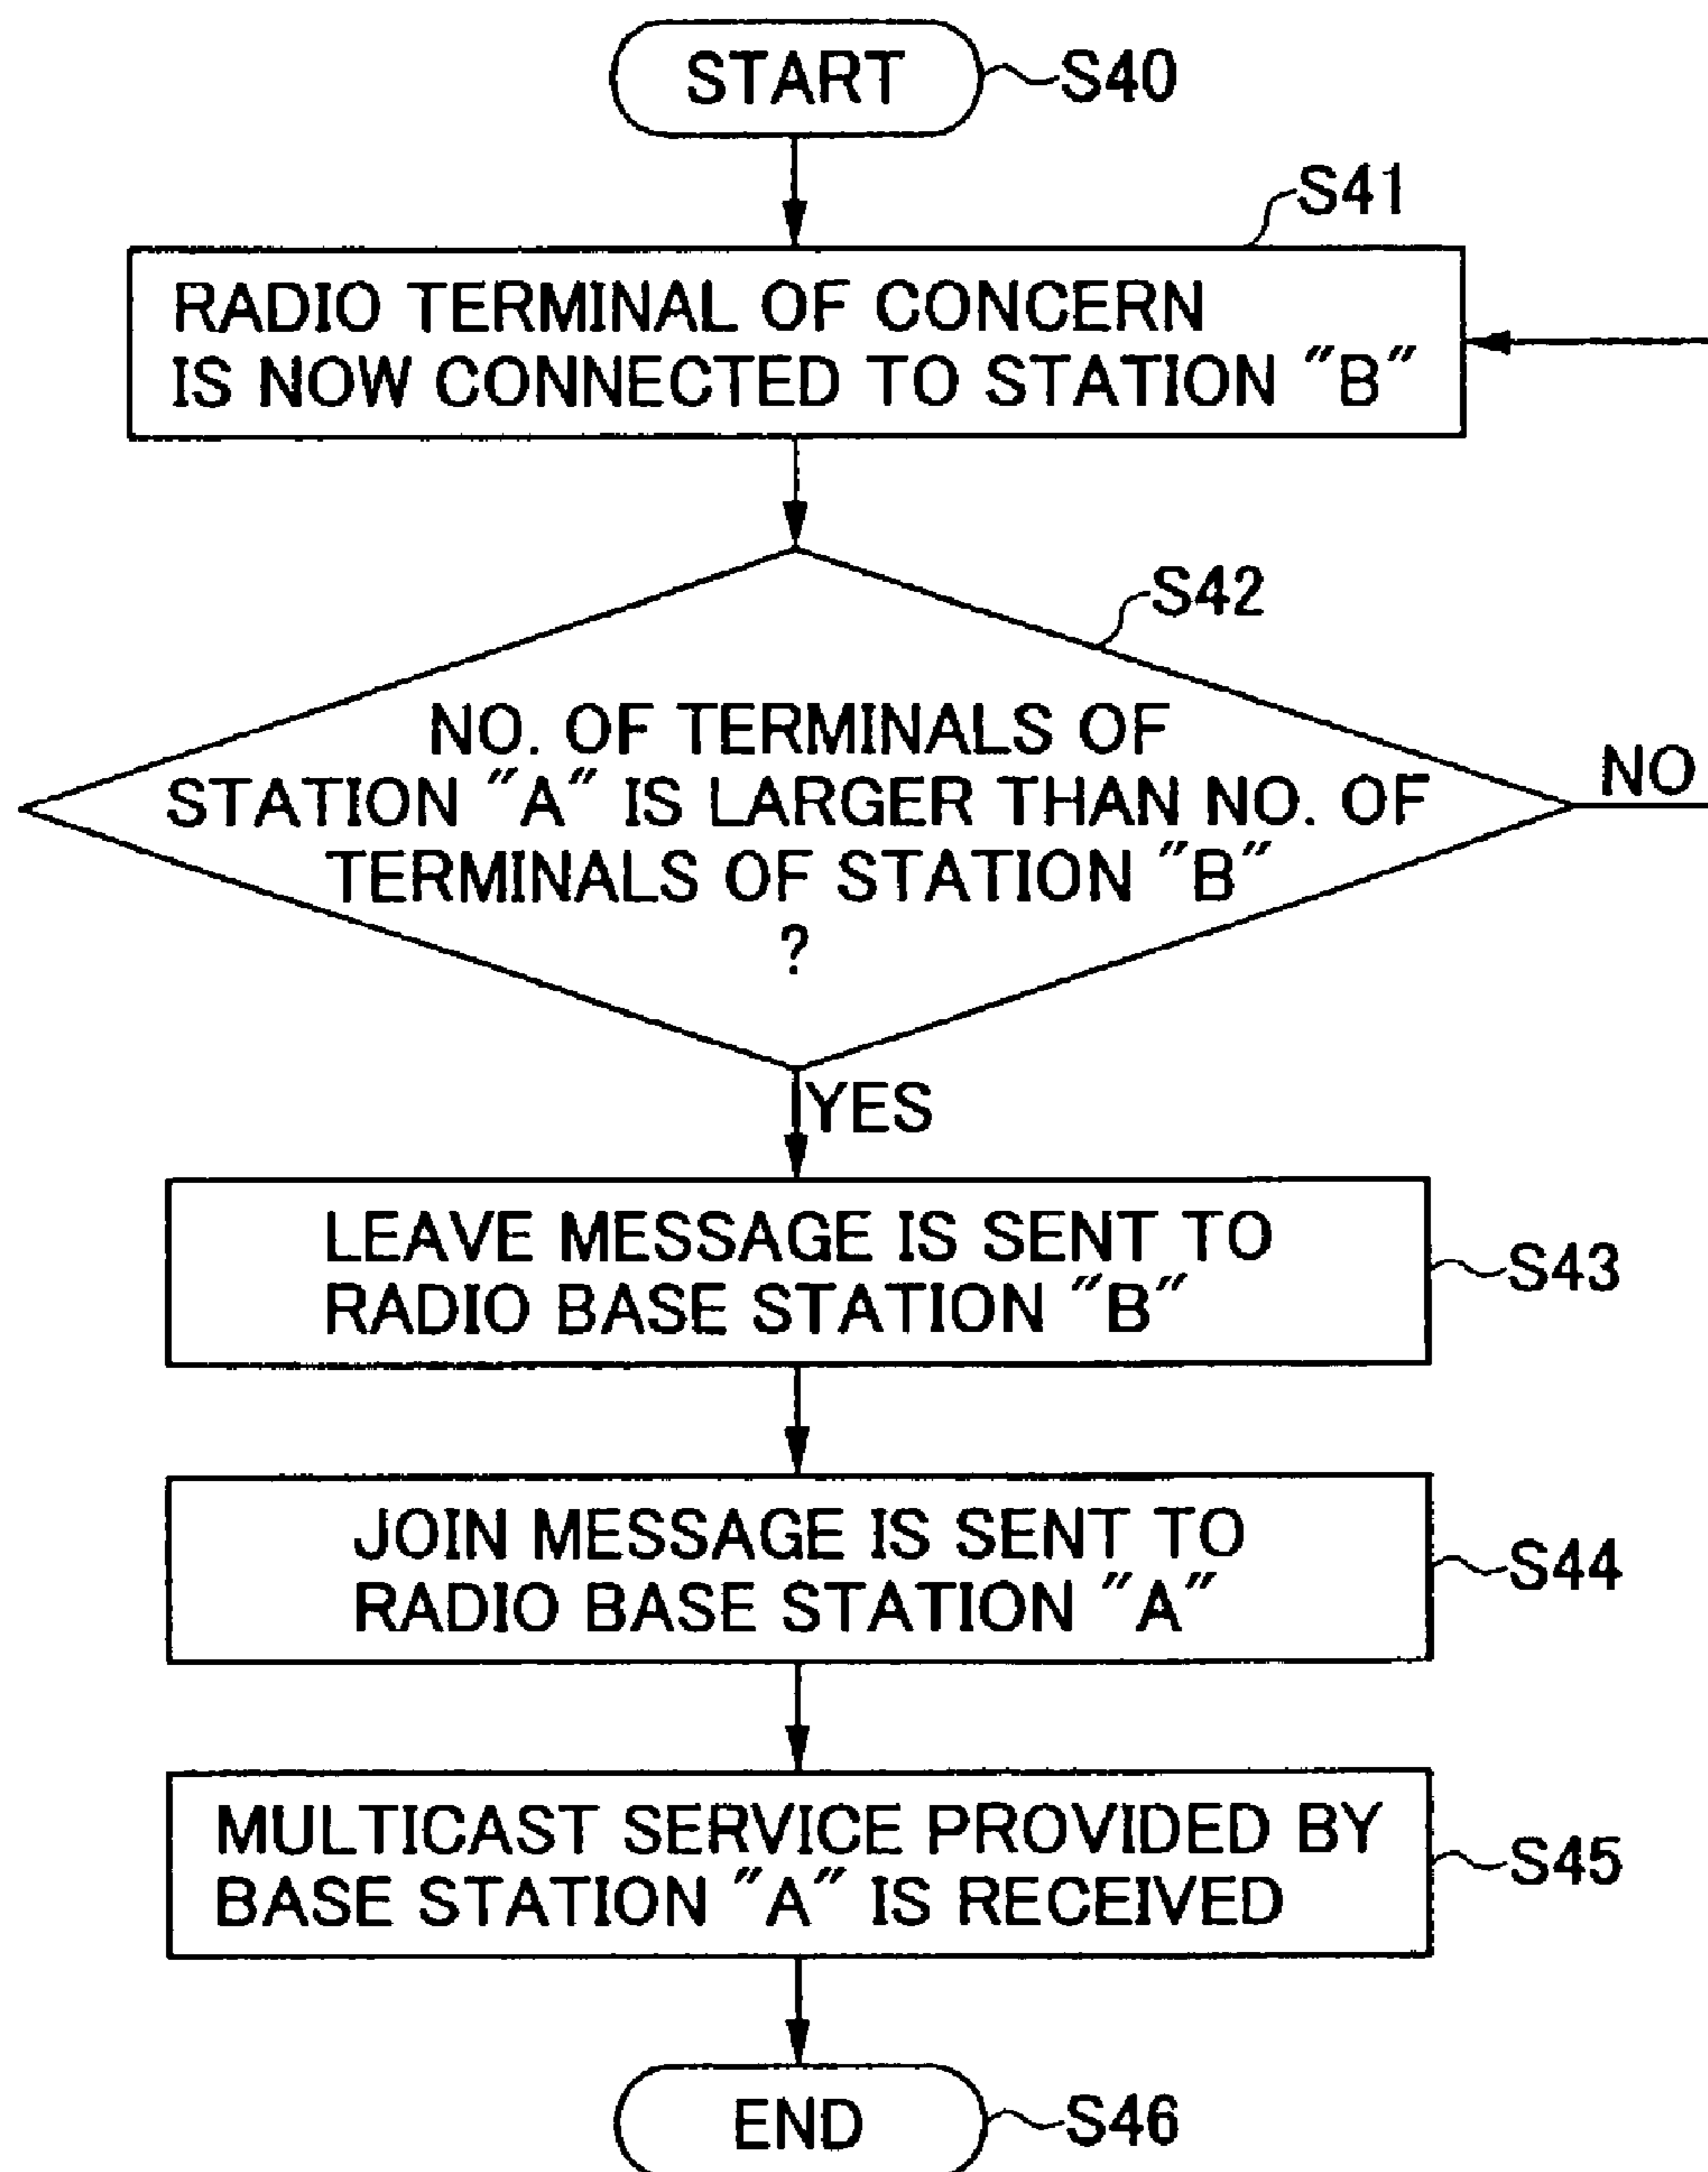 START
S40
S41
RADIO TERMINAL OF CONCERN
IS NOW CONNECTED TO STATION "B"
S42
NO. OF TERMINALS OF
STATION "A" IS LARGER THAN NO. OF
TERMINALS OF STATION "B"
?
NO
YES
LEAVE MESSAGE IS SENT TO
RADIO BASE STATION "B"
S43
JOIN MESSAGE IS SENT TO
RADIO BASE STATION "A"
S44
MULTICAST SERVICE PROVIDED BY
BASE STATION "A" IS RECEIVED
S45
END
S46